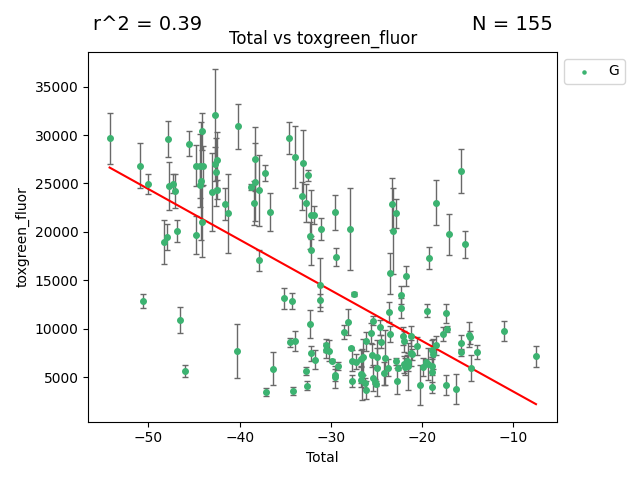 r^2 = 0.39 N = 155
Total vs toxgreen_fluor
G
35000
30000
25000
20000
15000
10000
5000
toxgreen_fluor
−50 −40 −30 −20 −10
Total